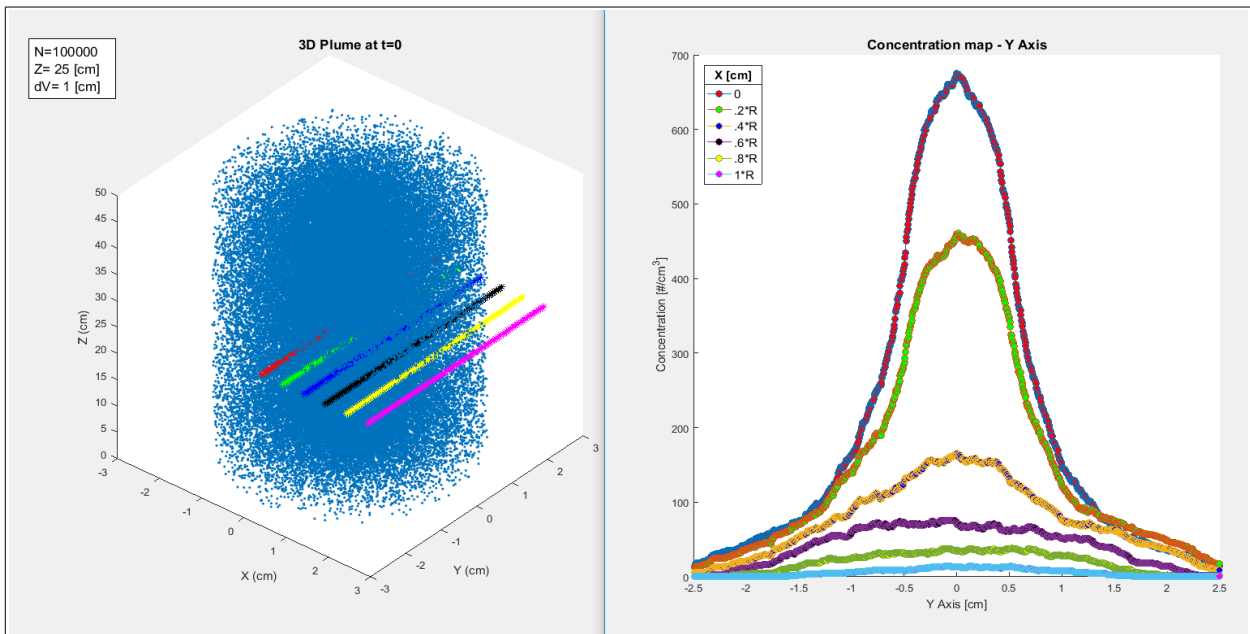 3D Plume at t=0
N=100000
Z= 25 [cm]
dV= 1 [cm]
50
45
40
35
30
25
20
15
10
5
0
Z (cm)
-3
-2
-1
0
1
2
3
X (cm)
-3
-2
-1
0
1
2
3
Y (cm)
Concentration map - Y Axis
X [cm]
0
.2*R
.4*R
.6*R
.8*R
1*R
700
600
500
400
300
200
100
0
Concentration [#/cm³]
-2.5 -2 -1.5 -1 -0.5 0 0.5 1 1.5 2 2.5
Y Axis [cm]